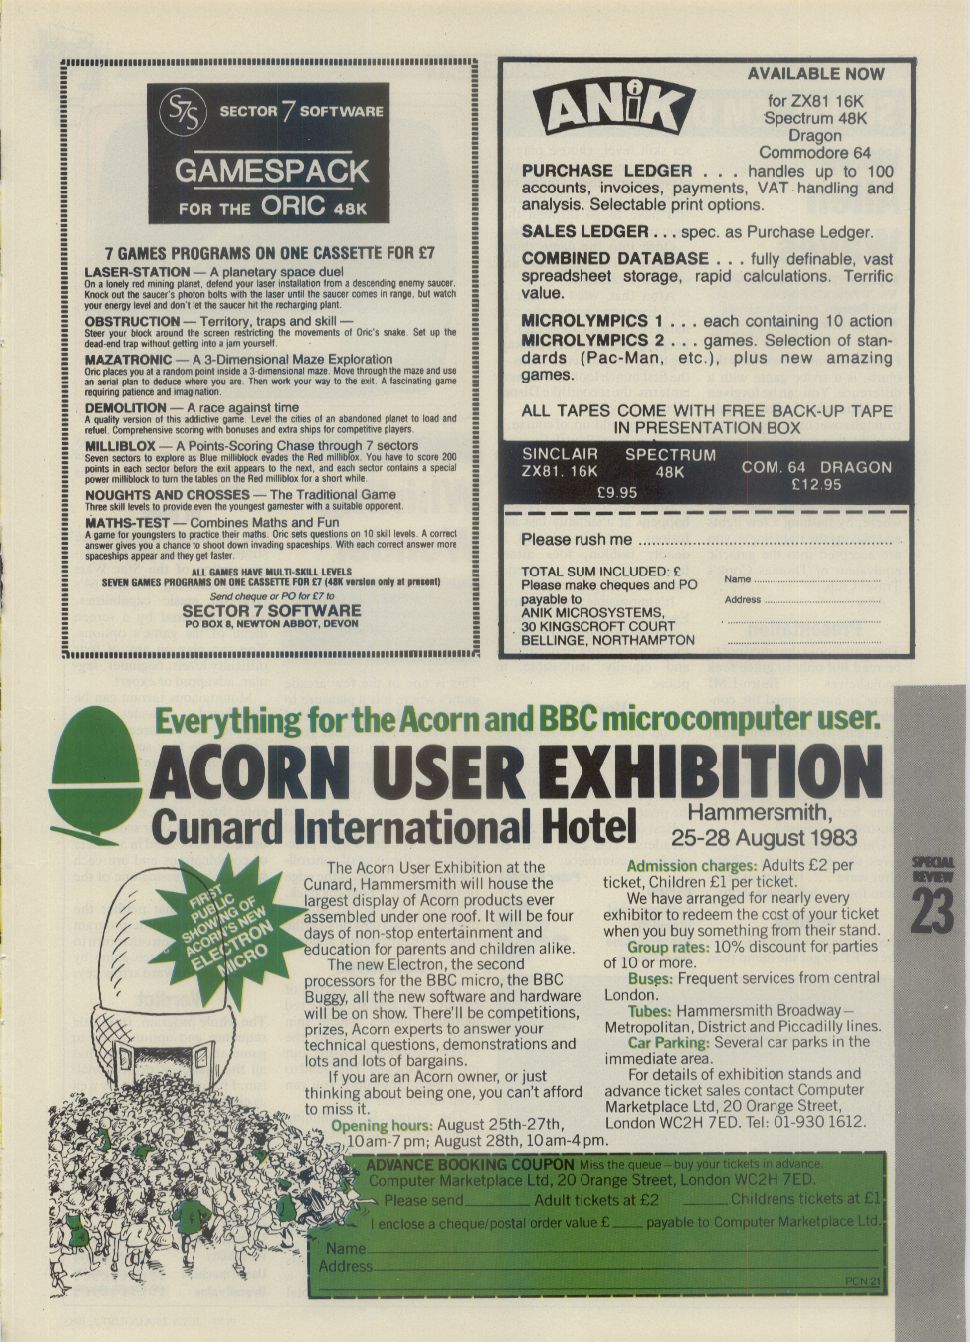 S7S SECTOR 7 SOFTWARE
GAMESPACK
FOR THE ORIC 48K
7 GAMES PROGRAMS ON ONE CASSETTE FOR £7
LASER-STATION — A planetary space duel
On a lonely red mining planet, defend your laser installation from a descending enemy saucer.
Knock out the saucer's photon bolts with the laser until the saucer comes in range, but watch
your energy level and don't let the saucer hit the recharging plant.
OBSTRUCTION — Territory, traps and skill —
Steer your block around the screen restricting the movements of Oric's snake. Set up the
dead-end trap without getting into a jam yourself.
MAZATRONIC — A 3-Dimensional Maze Exploration
Oric places you at a random point inside a 3-dimensional maze. Move through the maze and use
an serial plan to deduce where you are. Then work your way to the exit. A fascinating game
requiring patience and imagination.
DEMOLITION — A race against time
A quality version of this addictive game. Level the cities of an abandoned planet to load and
refuel. Comprehensive scoring with bonuses and extra ships for competitive players.
MILLIBLOX — A Points-Scoring Chase through 7 sectors
Seven sectors to explore as Blue milliblock evades the Red milliblox. You have to score 200
points in each sector before the exit appears to the next, and each sector contains a special
power milliblock to turn the tables on the Red milliblox for a short while.
NOUGHTS AND CROSSES — The Traditional Game
Three skill levels to provide even the youngest gamester with a suitable opponent.
MATHS-TEST — Combines Maths and Fun
A game for youngsters to practice their maths. Oric sets questions on 10 skill levels. A correct
answer gives you a chance to shoot down invading spaceships. With each correct answer more
spaceships appear and they get faster.
ALL GAMES HAVE MULTI-SKILL LEVELS
SEVEN GAMES PROGRAMS ON ONE CASSETTE FOR £7 (48K version only at present)
Send cheque or PO for £7 to
SECTOR 7 SOFTWARE
PO BOX 8, NEWTON ABBOT, DEVON
ANiK
AVAILABLE NOW
for ZX81 16K
Spectrum 48K
Dragon
Commodore 64
PURCHASE LEDGER . . . handles up to 100
accounts, invoices, payments, VAT handling and
analysis. Selectable print options.
SALES LEDGER . . . spec. as Purchase Ledger.
COMBINED DATABASE . . . fully definable, vast
spreadsheet storage, rapid calculations. Terrific
value.
MICROLYMPICS 1 . . . each containing 10 action
MICROLYMPICS 2 . . . games. Selection of stan-
dards (Pac-Man, etc.), plus new amazing
games.
ALL TAPES COME WITH FREE BACK-UP TAPE
IN PRESENTATION BOX
SINCLAIR SPECTRUM COM. 64 DRAGON
ZX81. 16K 48K £12.95
£9.95
Please rush me
TOTAL SUM INCLUDED: £
Please make cheques and PO
payable to
ANIK MICROSYSTEMS,
30 KINGSCROFT COURT
BELLINGE, NORTHAMPTON
Name
Address
Everything for the Acorn and BBC microcomputer user.
ACORN USER EXHIBITION
Cunard International Hotel
Hammersmith,
25-28 August 1983
FIRST
PUBLIC
SHOWING OF
ACORN'S NEW
ELECTRON
MICRO
The Acorn User Exhibition at the
Cunard, Hammersmith will house the
largest display of Acorn products ever
assembled under one roof. It will be four
days of non-stop entertainment and
education for parents and children alike.
The new Electron, the second
processors for the BBC micro, the BBC
Buggy, all the new software and hardware
will be on show. There'll be competitions,
prizes, Acorn experts to answer your
technical questions, demonstrations and
lots and lots of bargains.
If you are an Acorn owner, or just
thinking about being one, you can't afford
to miss it.
Opening hours: August 25th-27th,
10am-7pm; August 28th, 10am-4pm.
Admission charges: Adults £2 per
ticket, Children £1 per ticket.
We have arranged for nearly every
exhibitor to redeem the cost of your ticket
when you buy something from their stand.
Group rates: 10% discount for parties
of 10 or more.
Buses: Frequent services from central
London.
Tubes: Hammersmith Broadway—
Metropolitan, District and Piccadilly lines.
Car Parking: Several car parks in the
immediate area.
For details of exhibition stands and
advance ticket sales contact Computer
Marketplace Ltd, 20 Orange Street,
London WC2H 7ED. Tel: 01-930 1612.
ADVANCE BOOKING COUPON Miss the queue—buy your tickets in advance.
Computer Marketplace Ltd, 20 Orange Street, London WC2H 7ED.
Please send Adult tickets at £2 Childrens tickets at £1
I enclose a cheque/postal order value £ payable to Computer Marketplace Ltd.
Name
Address
PCN 21
SPECIAL
REVIEW
23